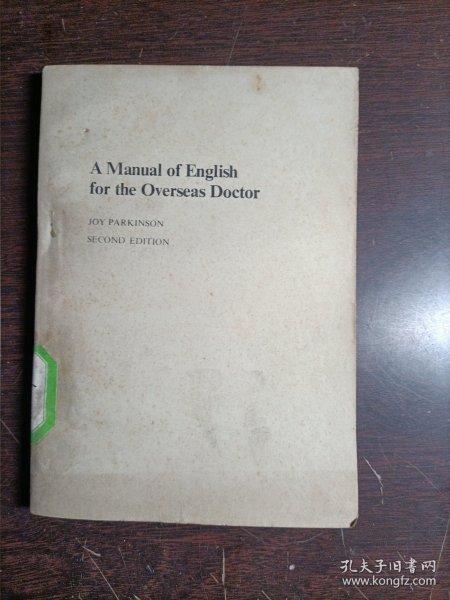 A Manual of English
for the Overseas Doctor
JOY PARKINSON
SECOND EDITION
孔夫子旧书网
www.kongfz.com